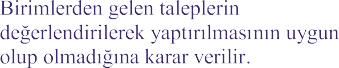 Birimlerden gelen taleplerin
değerlendirilerek yaptırılmasının uygun
olup olmadığına karar verilir.